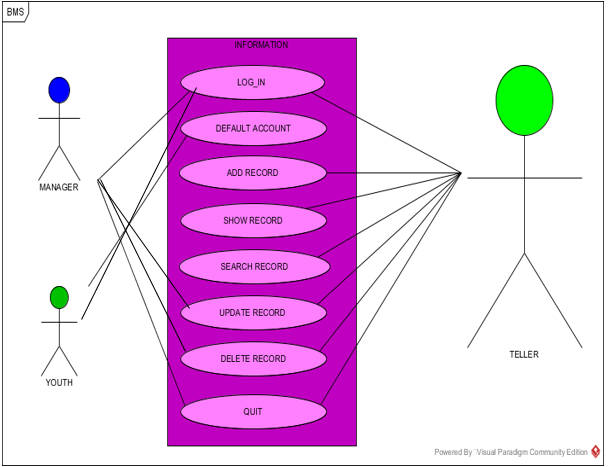 BMS
INFORMATION
LOG_IN
DEFAULT ACCOUNT
ADD RECORD
MANAGER
SHOW RECORD
SEARCH RECORD
UPDATE RECORD
DELETE RECORD
TELLER
YOUTH
QUIT
Powered By Visual Paradigm Community Edition